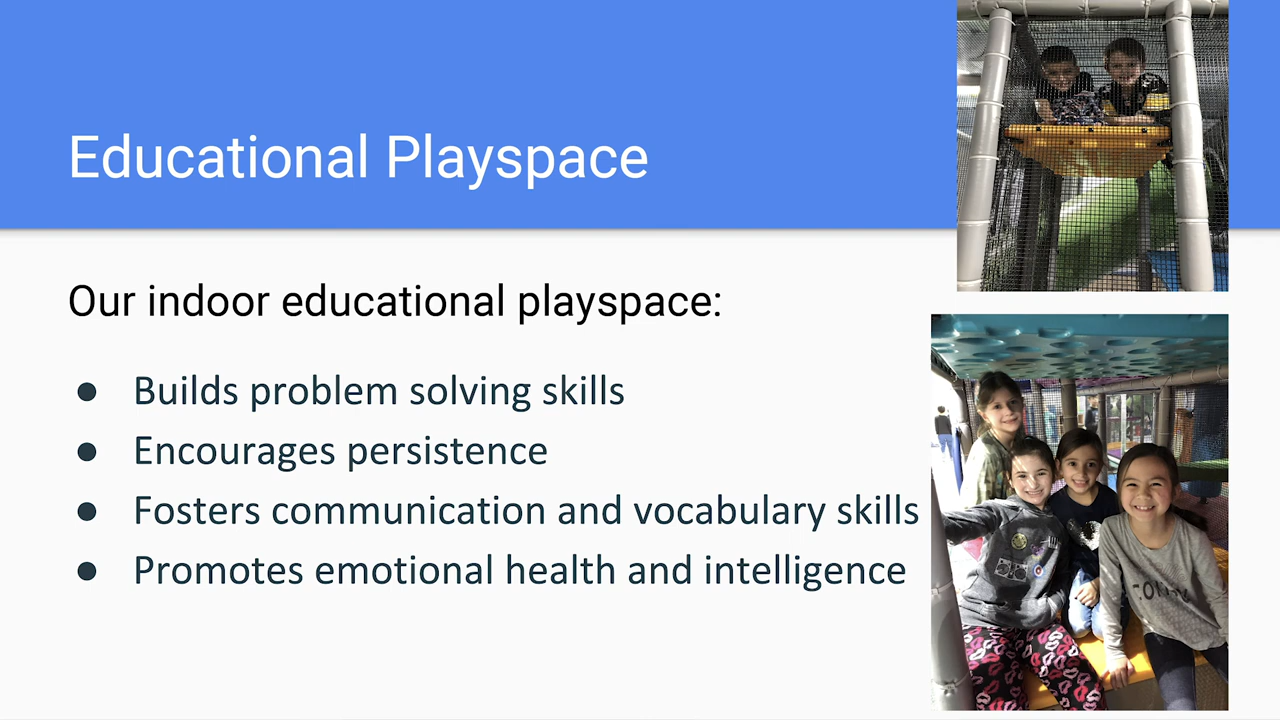 Educational Playspace
Our indoor educational playspace:
● Builds problem solving skills
● Encourages persistence
● Fosters communication and vocabulary skills
● Promotes emotional health and intelligence